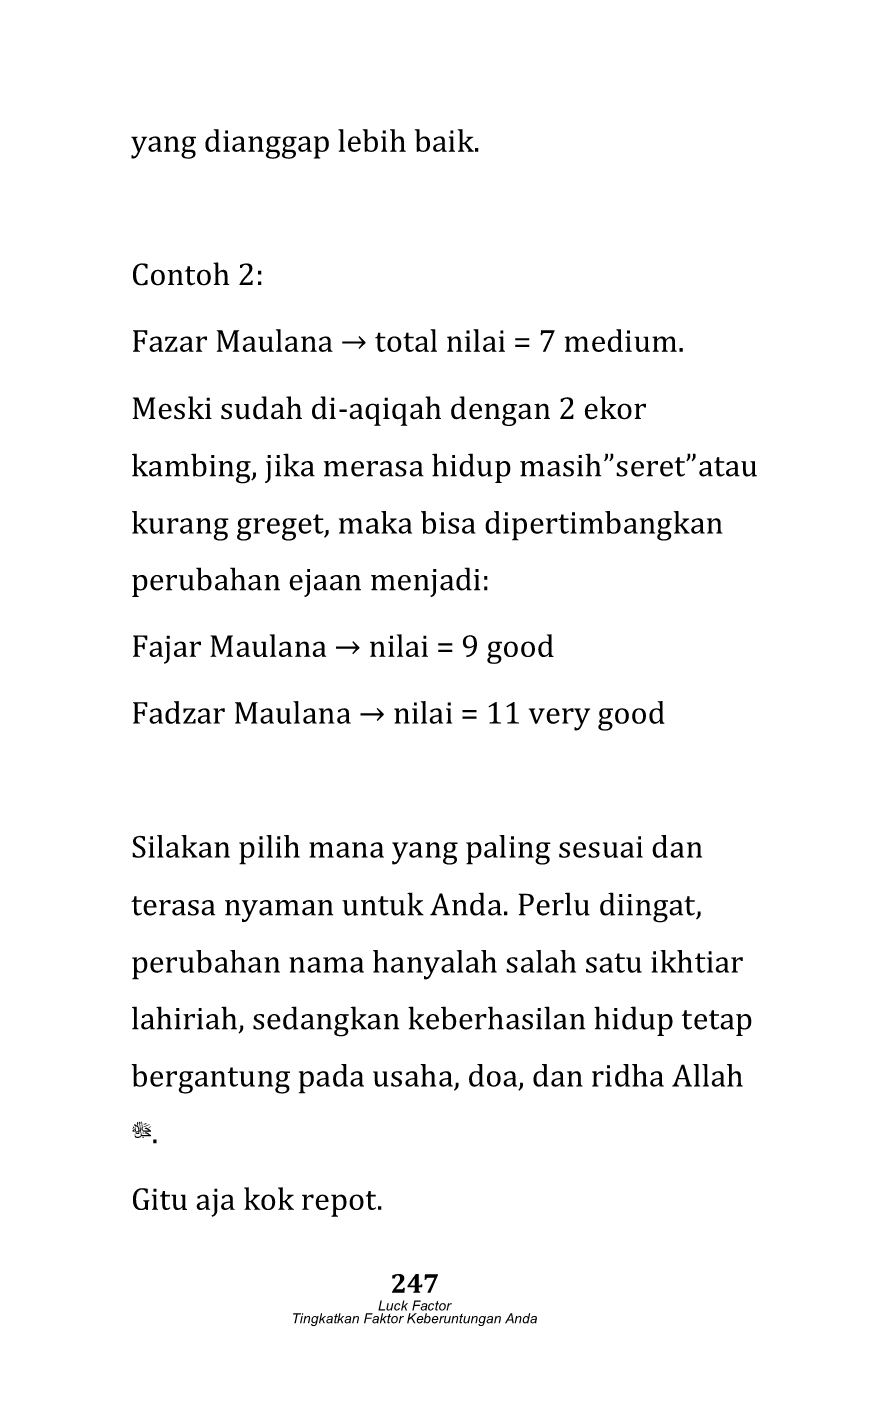 yang dianggap lebih baik.
Contoh 2:
Fazar Maulana → total nilai = 7 medium.
Meski sudah di-aqiqah dengan 2 ekor
kambing, jika merasa hidup masih”seret”atau
kurang greget, maka bisa dipertimbangkan
perubahan ejaan menjadi:
Fajar Maulana → nilai = 9 good
Fadzar Maulana → nilai = 11 very good
Silakan pilih mana yang paling sesuai dan
terasa nyaman untuk Anda. Perlu diingat,
perubahan nama hanyalah salah satu ikhtiar
lahiriah, sedangkan keberhasilan hidup tetap
bergantung pada usaha, doa, dan ridha Allah
ﷻ.
Gitu aja kok repot.
247
Luck Factor
Tingkatkan Faktor Keberuntungan Anda